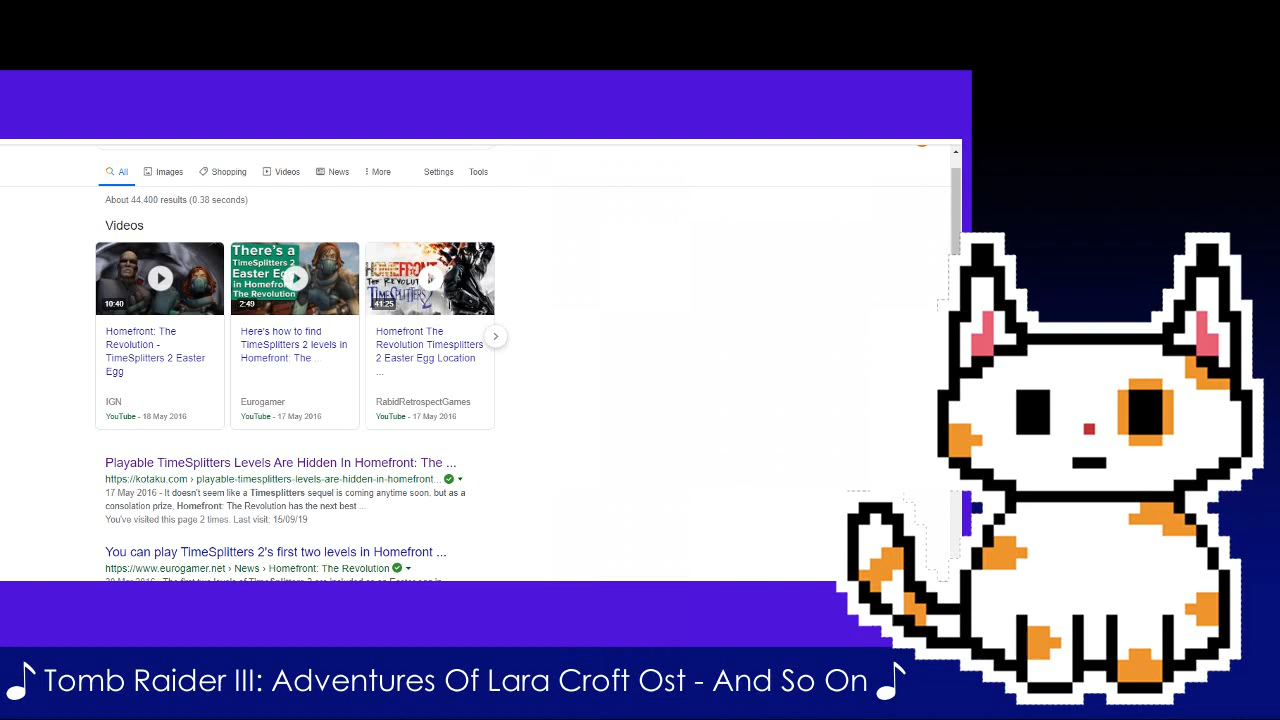 All Images Shopping Videos News More Settings Tools
About 44,400 results (0.38 seconds)
Videos
10:40
There's a
TimeSplitters 2
Easter Egg
in Homefront:
The Revolution
2:49
HOMEFRONT
THE REVOLUTION
TIMESPLITTERS 2
41:25
Homefront: The
Revolution -
TimeSplitters 2 Easter
Egg
IGN
YouTube - 18 May 2016
Here's how to find
TimeSplitters 2 levels in
Homefront: The ...
Eurogamer
YouTube - 17 May 2016
Homefront The
Revolution Timesplitters
2 Easter Egg Location
...
RabidRetrospectGames
YouTube - 17 May 2016
Playable TimeSplitters Levels Are Hidden In Homefront: The ...
https://kotaku.com › playable-timesplitters-levels-are-hidden-in-homefront...
17 May 2016 - It doesn't seem like a Timesplitters sequel is coming anytime soon, but as a
consolation prize, Homefront: The Revolution has the next best ...
You've visited this page 2 times. Last visit: 15/09/19
You can play TimeSplitters 2's first two levels in Homefront ...
https://www.eurogamer.net › News › Homefront: The Revolution
Tomb Raider III: Adventures Of Lara Croft Ost - And So On